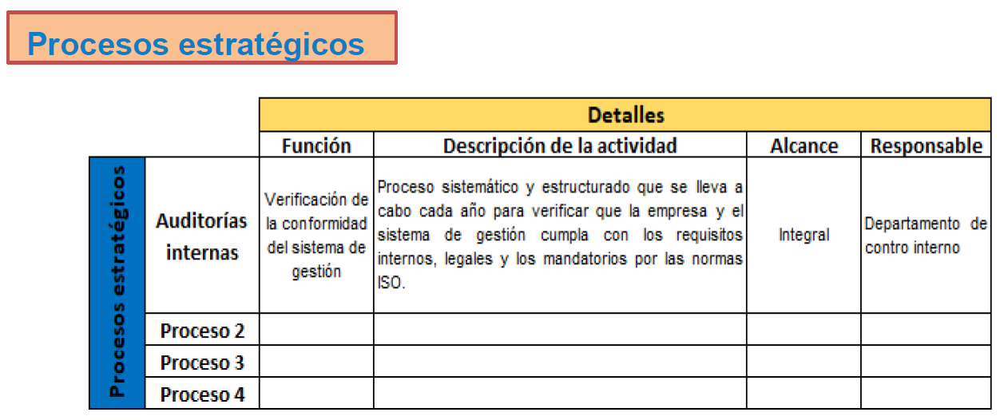 Procesos estratégicos
Detalles
Función
Descripción de la actividad
Alcance
Responsable
Procesos estratégicos
Auditorías
internas
Verificación de
la conformidad
del sistema de
gestión
Proceso sistemático y estructurado que se lleva a
cabo cada año para verificar que la empresa y el
sistema de gestión cumpla con los requisitos
internos, legales y los mandatorios por las normas
ISO.
Integral
Departamento de
contro interno
Proceso 2
Proceso 3
Proceso 4